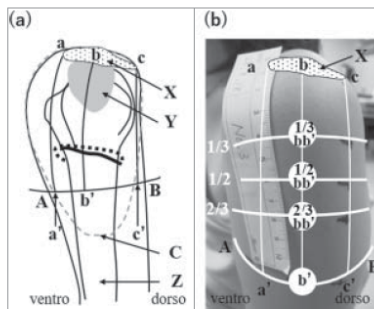 (a)
a
b
c
X
Y
A
b'
B
a'
c'
C
Z
ventro
dorso
(b)
a
b
c
X
1/3
1/3
bb'
1/2
1/2
bb'
2/3
2/3
bb'
A
B
a'
b'
c'
ventro
dorso